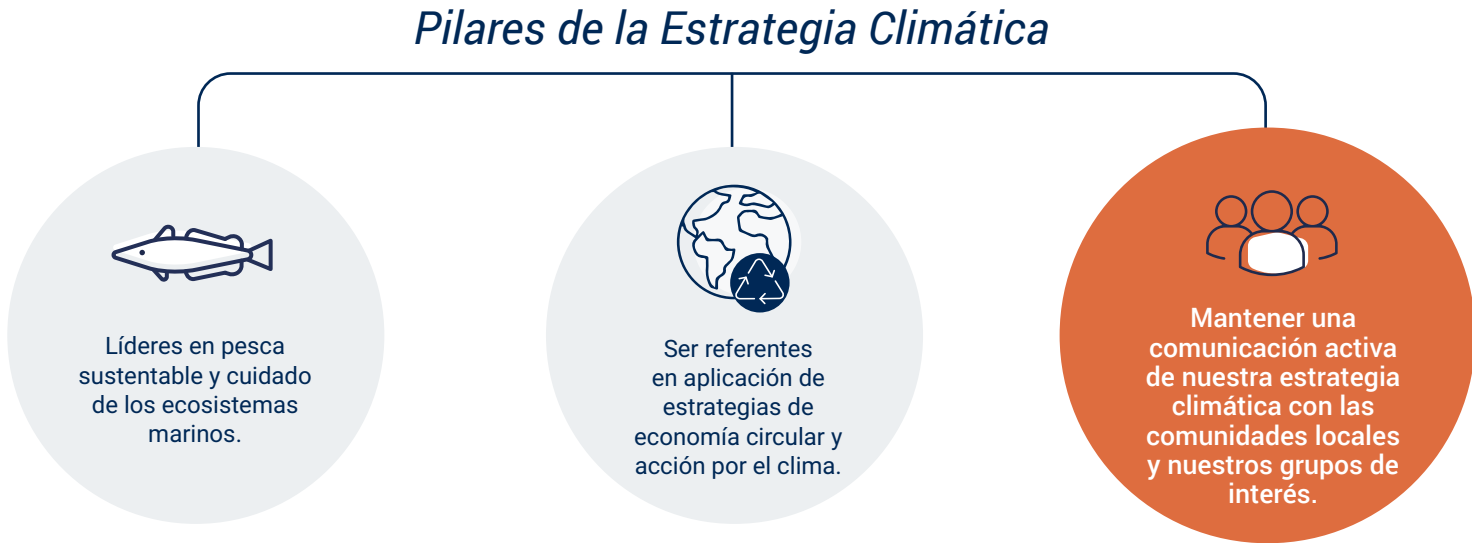 Pilares de la Estrategia Climática
Líderes en pesca
sustentable y cuidado
de los ecosistemas
marinos.
Ser referentes
en aplicación de
estrategias de
economía circular y
acción por el clima.
Mantener una
comunicación activa
de nuestra estrategia
climática con las
comunidades locales
y nuestros grupos de
interés.